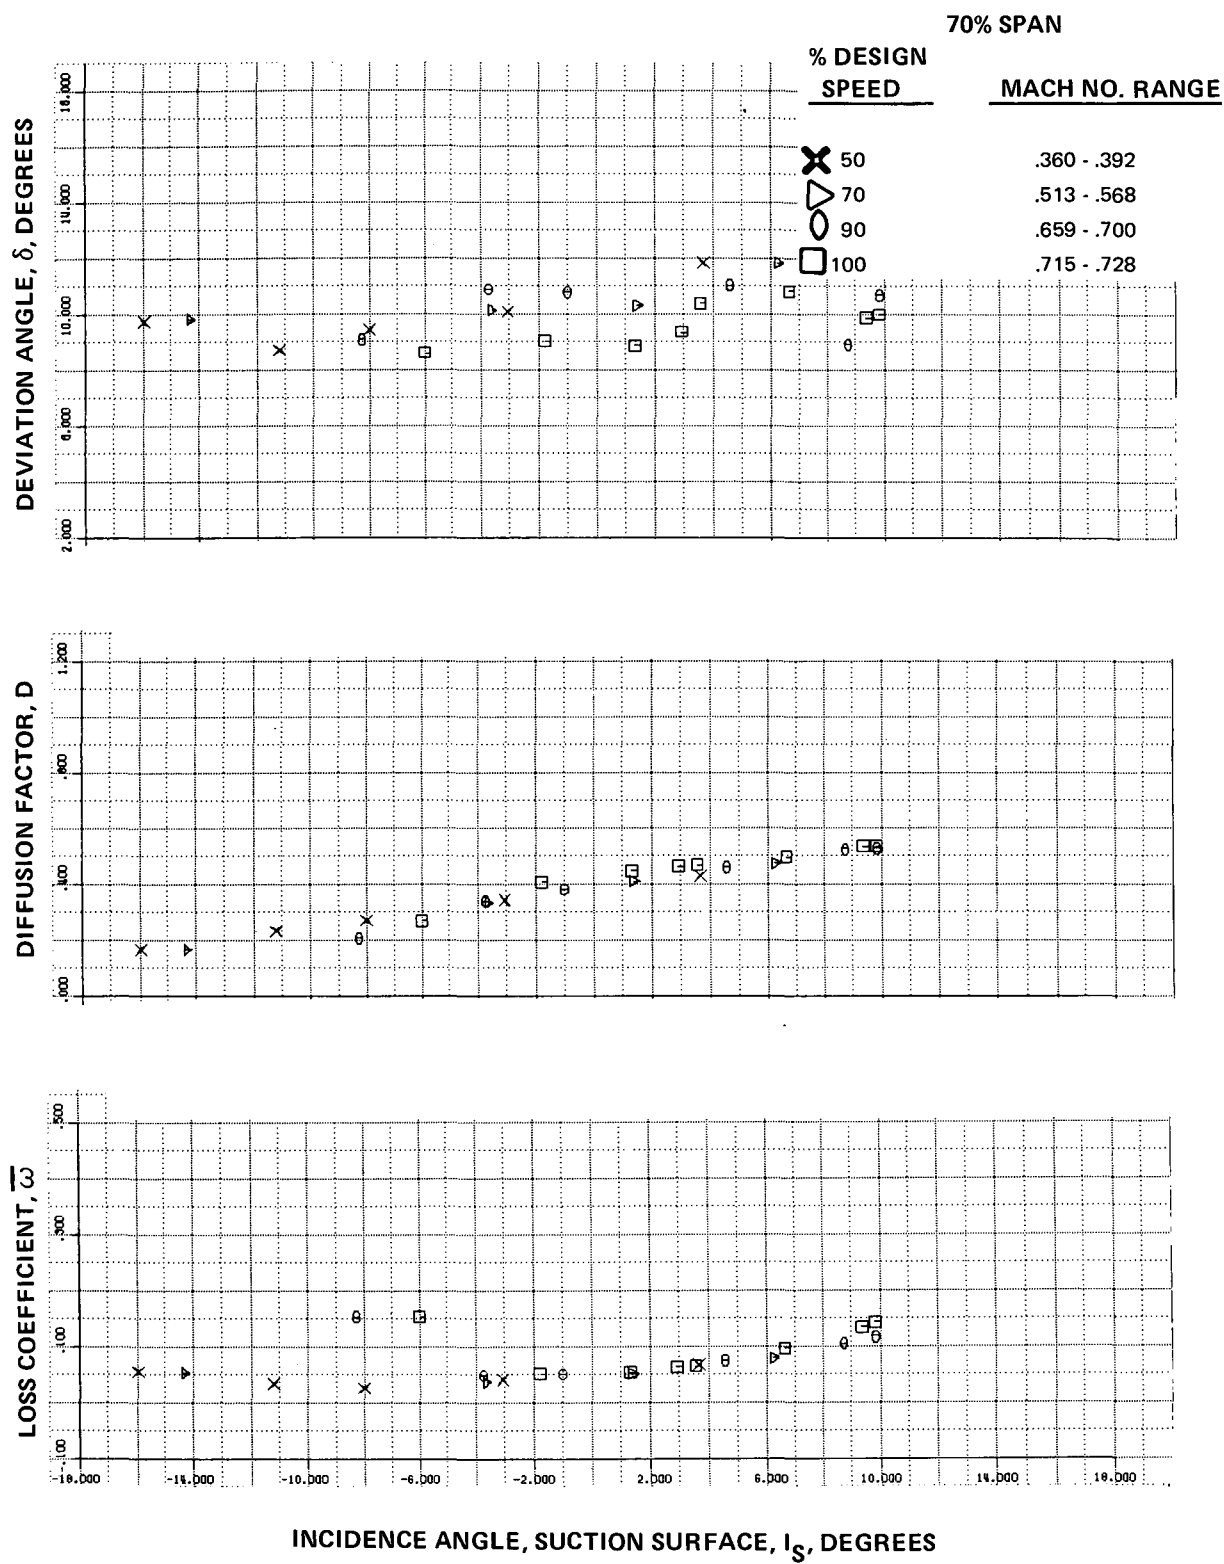 70% SPAN
% DESIGN SPEED
MACH NO. RANGE
50 .360 - .392
70 .513 - .568
90 .659 - .700
100 .715 - .728
DEVIATION ANGLE, δ, DEGREES
14.000
10.000
6.000
2.000
DIFFUSION FACTOR, D
1.200
.800
.400
.000
LOSS COEFFICIENT, ω̅
.500
.300
.100
-.100
-18.000 -14.000 -10.000 -6.000 -2.000 2.000 6.000 10.000 14.000 18.000
INCIDENCE ANGLE, SUCTION SURFACE, IS, DEGREES